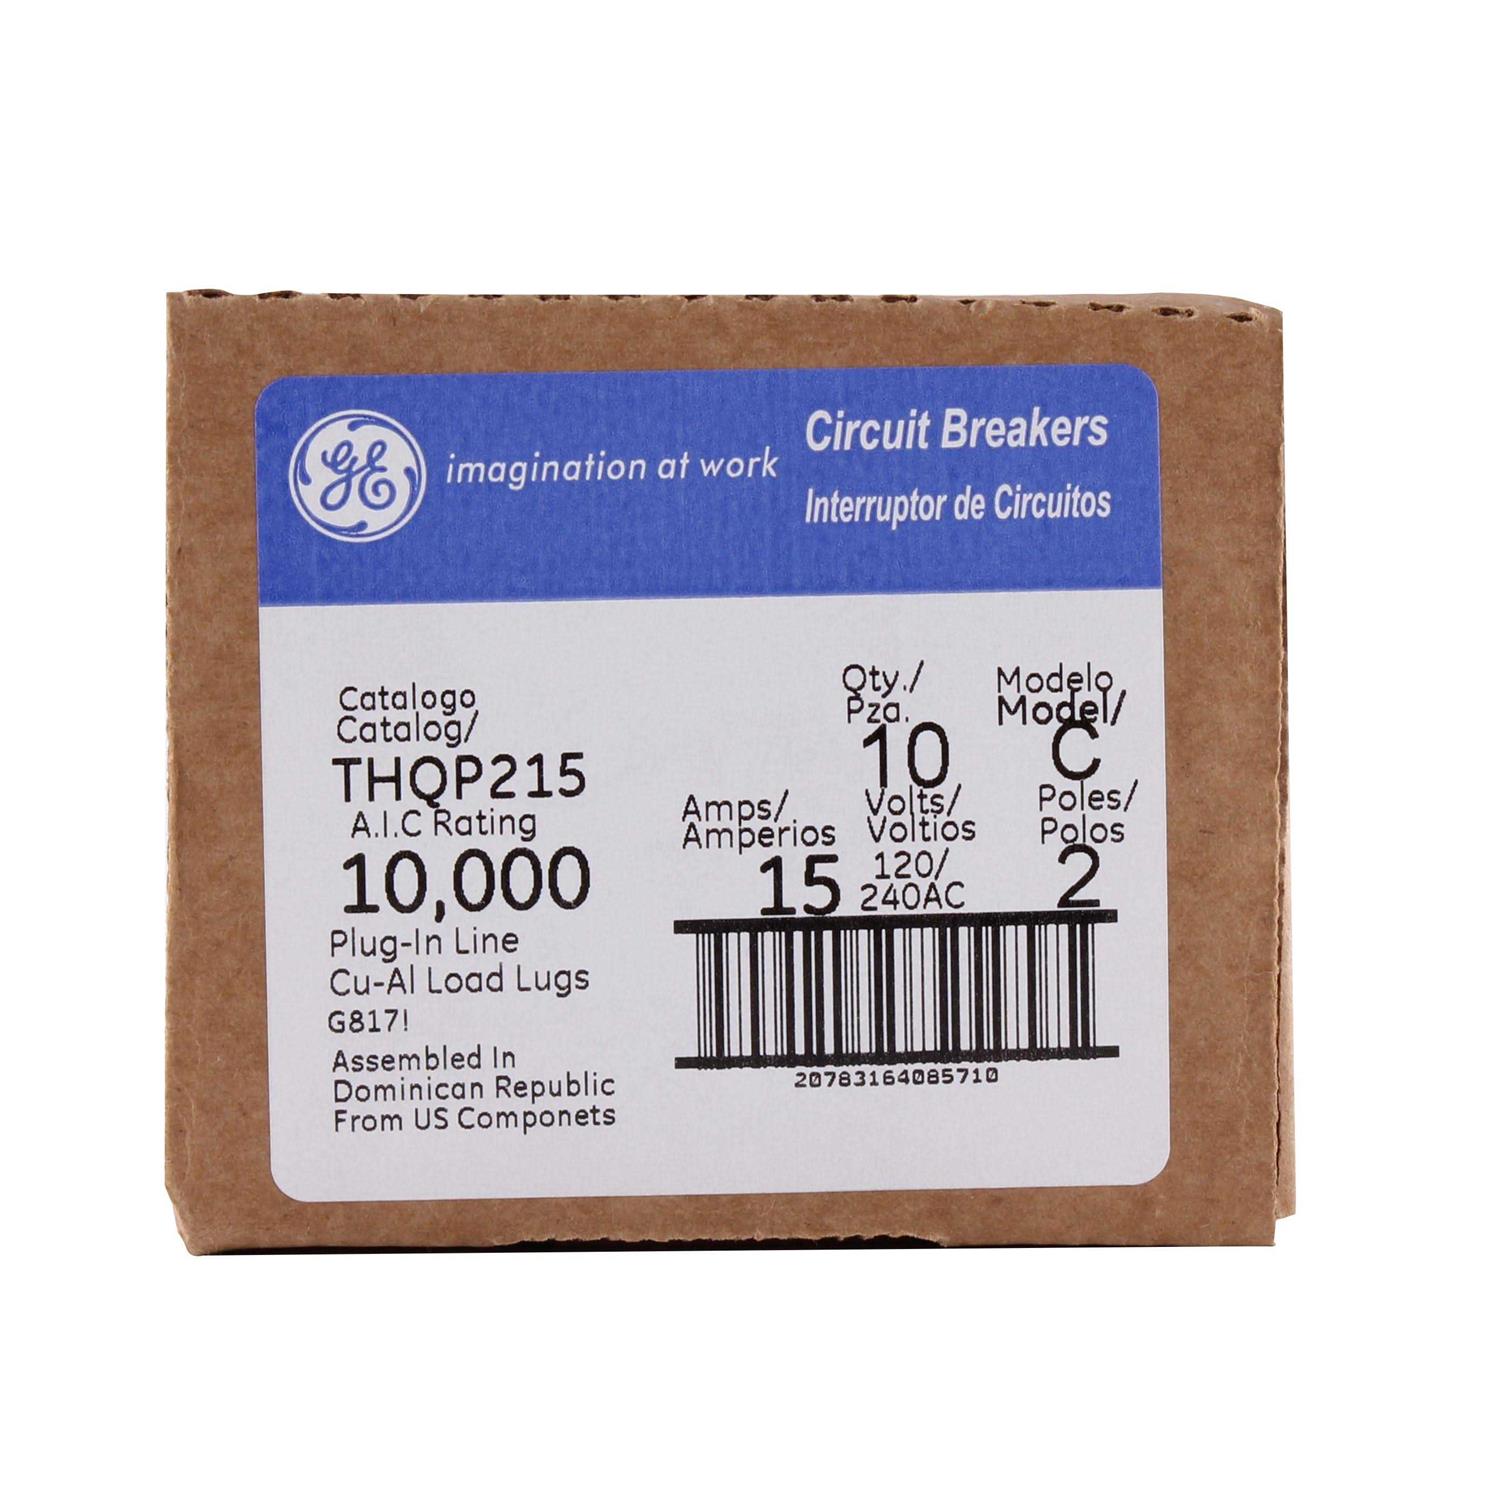 GE imagination at work
Circuit Breakers
Interruptor de Circuitos
Catalogo
Catalog/
THQP215
A.I.C Rating
10,000
Plug-In Line
Cu-Al Load Lugs
G817!
Assembled In
Dominican Republic
From US Componets
Qty./
Pza.
10
Modelo
Model/
C
Amps/
Amperios
15
Volts/
Voltios
120/
240AC
Poles/
Polos
2
20783164085710